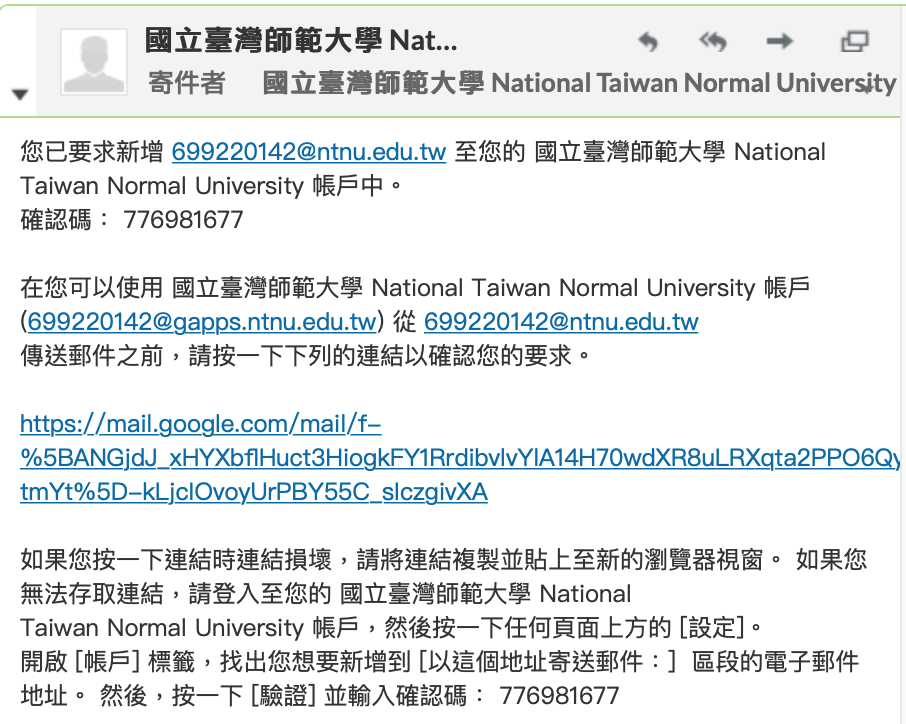 國立臺灣師範大學 Nat...
寄件者 國立臺灣師範大學 National Taiwan Normal University
您已要求新增 699220142@ntnu.edu.tw 至您的 國立臺灣師範大學 National
Taiwan Normal University 帳戶中。
確認碼： 776981677
在您可以使用 國立臺灣師範大學 National Taiwan Normal University 帳戶
(699220142@gapps.ntnu.edu.tw) 從 699220142@ntnu.edu.tw
傳送郵件之前，請按一下下列的連結以確認您的要求。
https://mail.google.com/mail/f-
%5BANGjdJ_xHYXbflHuct3HiogkFY1RrdibvlvYlA14H70wdXR8uLRXqta2PPO6Qy
tmYt%5D-kLjclOvoyUrPBY55C_slczgivXA
如果您按一下連結時連結損壞，請將連結複製並貼上至新的瀏覽器視窗。 如果您
無法存取連結，請登入至您的 國立臺灣師範大學 National
Taiwan Normal University 帳戶，然後按一下任何頁面上方的 [設定]。
開啟 [帳戶] 標籤，找出您想要新增到 [以這個地址寄送郵件：］ 區段的電子郵件
地址。 然後，按一下 [驗證] 並輸入確認碼： 776981677